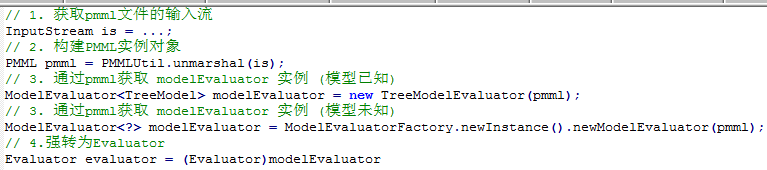 // 1. 获取pmml文件的输入流
InputStream is = ...;
// 2. 构建PMML实例对象
PMML pmml = PMMLUtil.unmarshal(is);
// 3. 通过pmml获取 modelEvaluator 实例 (模型已知)
ModelEvaluator<TreeModel> modelEvaluator = new TreeModelEvaluator(pmml);
// 3. 通过pmml获取 modelEvaluator 实例 (模型未知)
ModelEvaluator<?> modelEvaluator = ModelEvaluatorFactory.newInstance().newModelEvaluator(pmml);
// 4.强转为Evaluator
Evaluator evaluator = (Evaluator)modelEvaluator